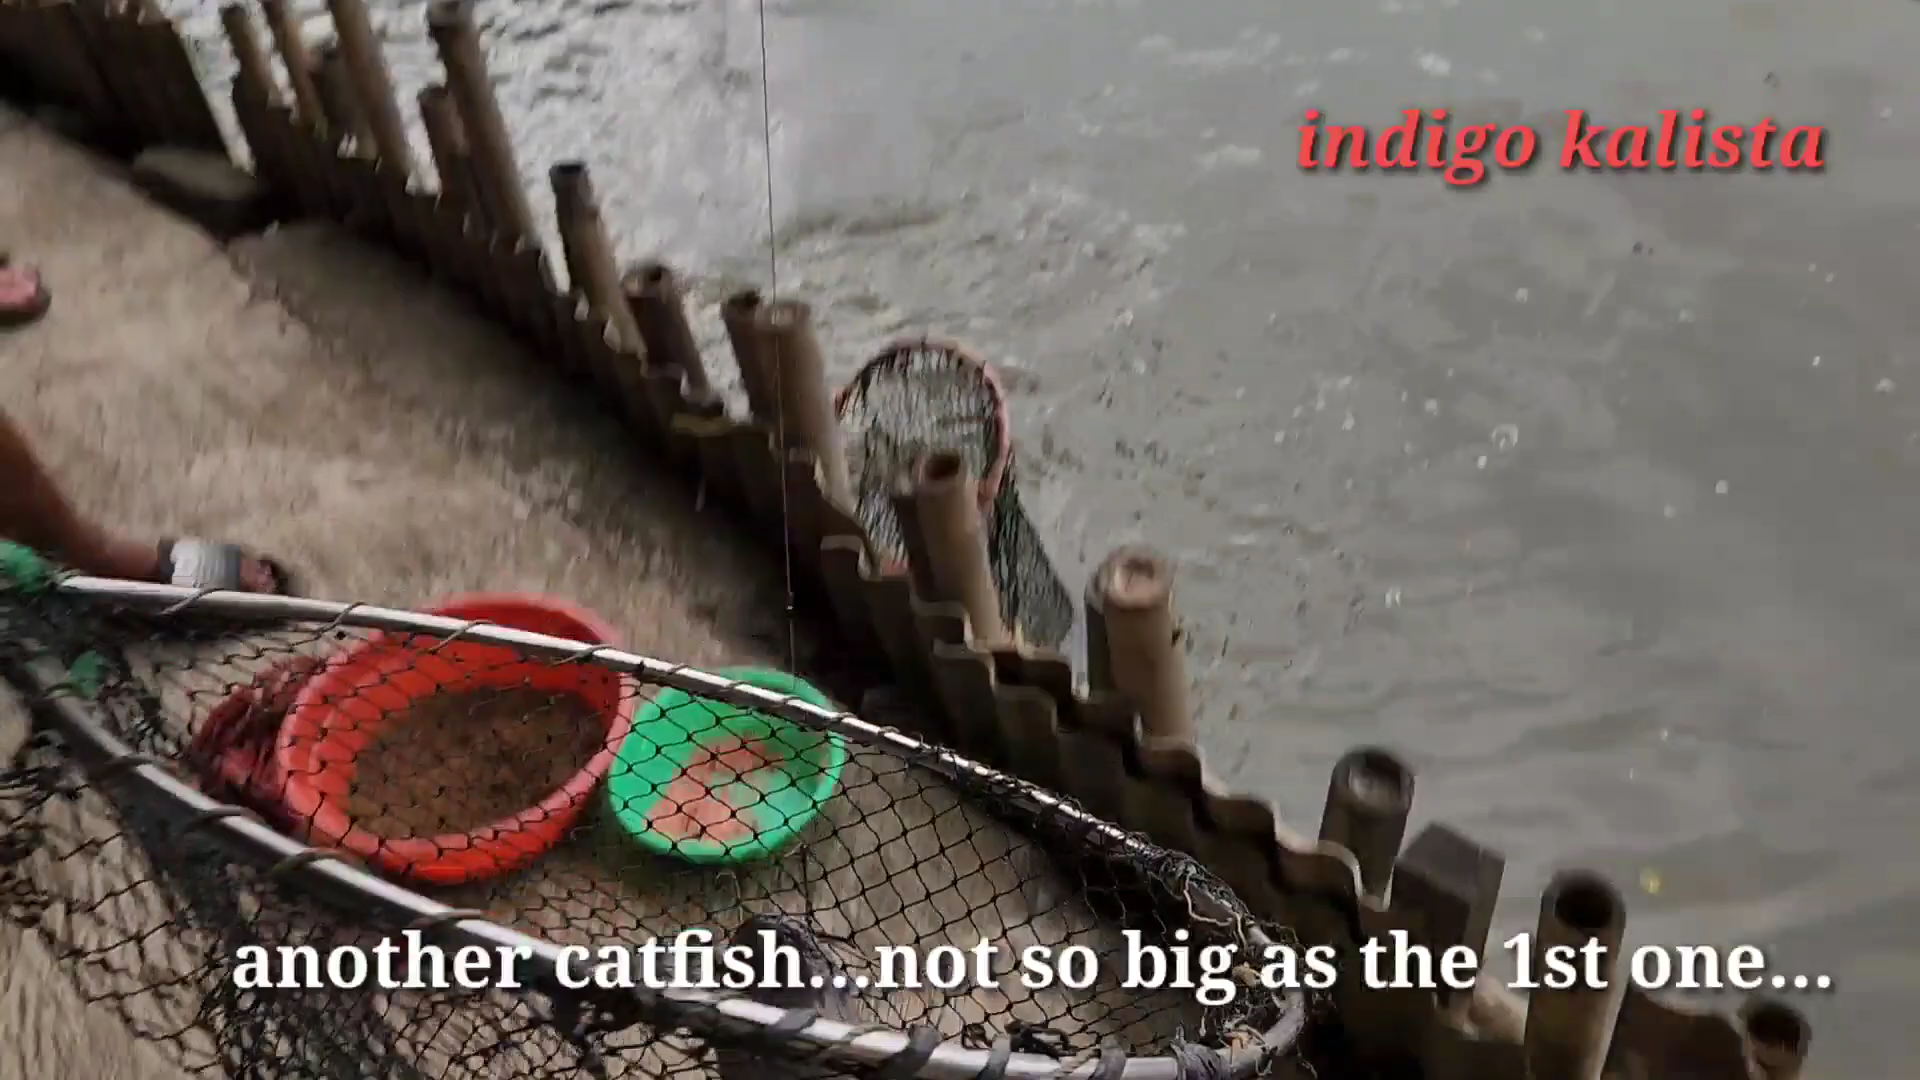 indigo kalista
another catfish...not so big as the 1st one...